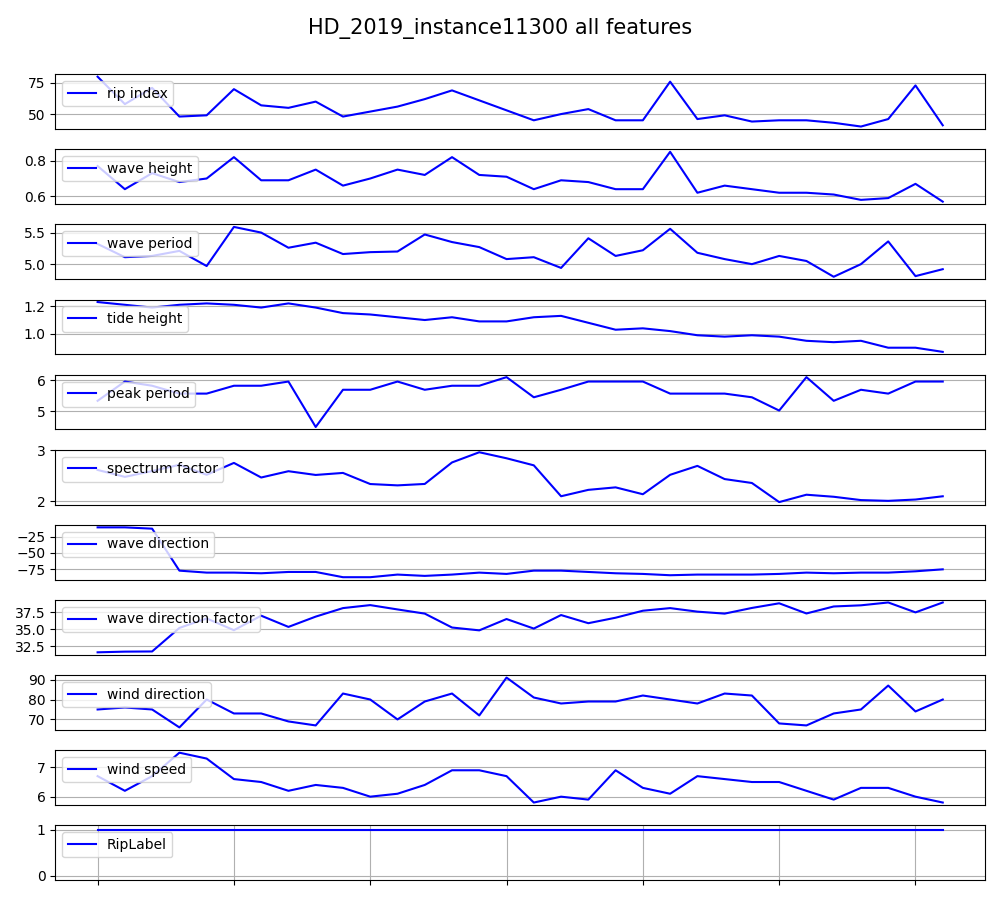 HD_2019_instance11300 all features
75
50
rip index
0.8
0.6
wave height
5.5
5.0
wave period
1.2
1.0
tide height
6
5
peak period
3
2
spectrum factor
−25
−50
−75
wave direction
37.5
35.0
32.5
wave direction factor
90
80
70
wind direction
7
6
wind speed
1
0
RipLabel